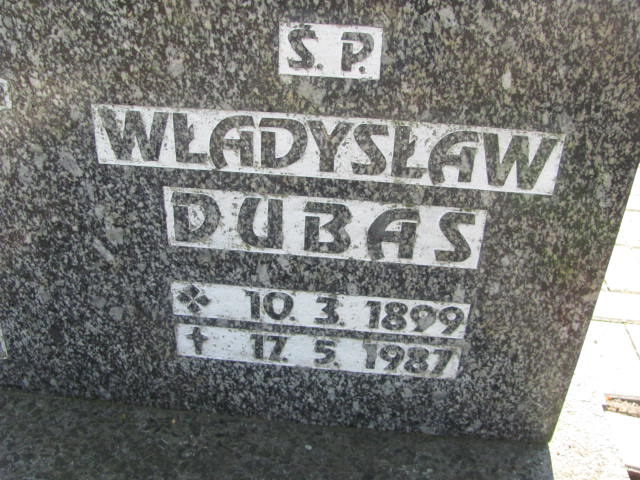 Ś. P.
WŁADYSŁAW
DUBAS
10. 3. 1899
✝ 17. 5. 1987